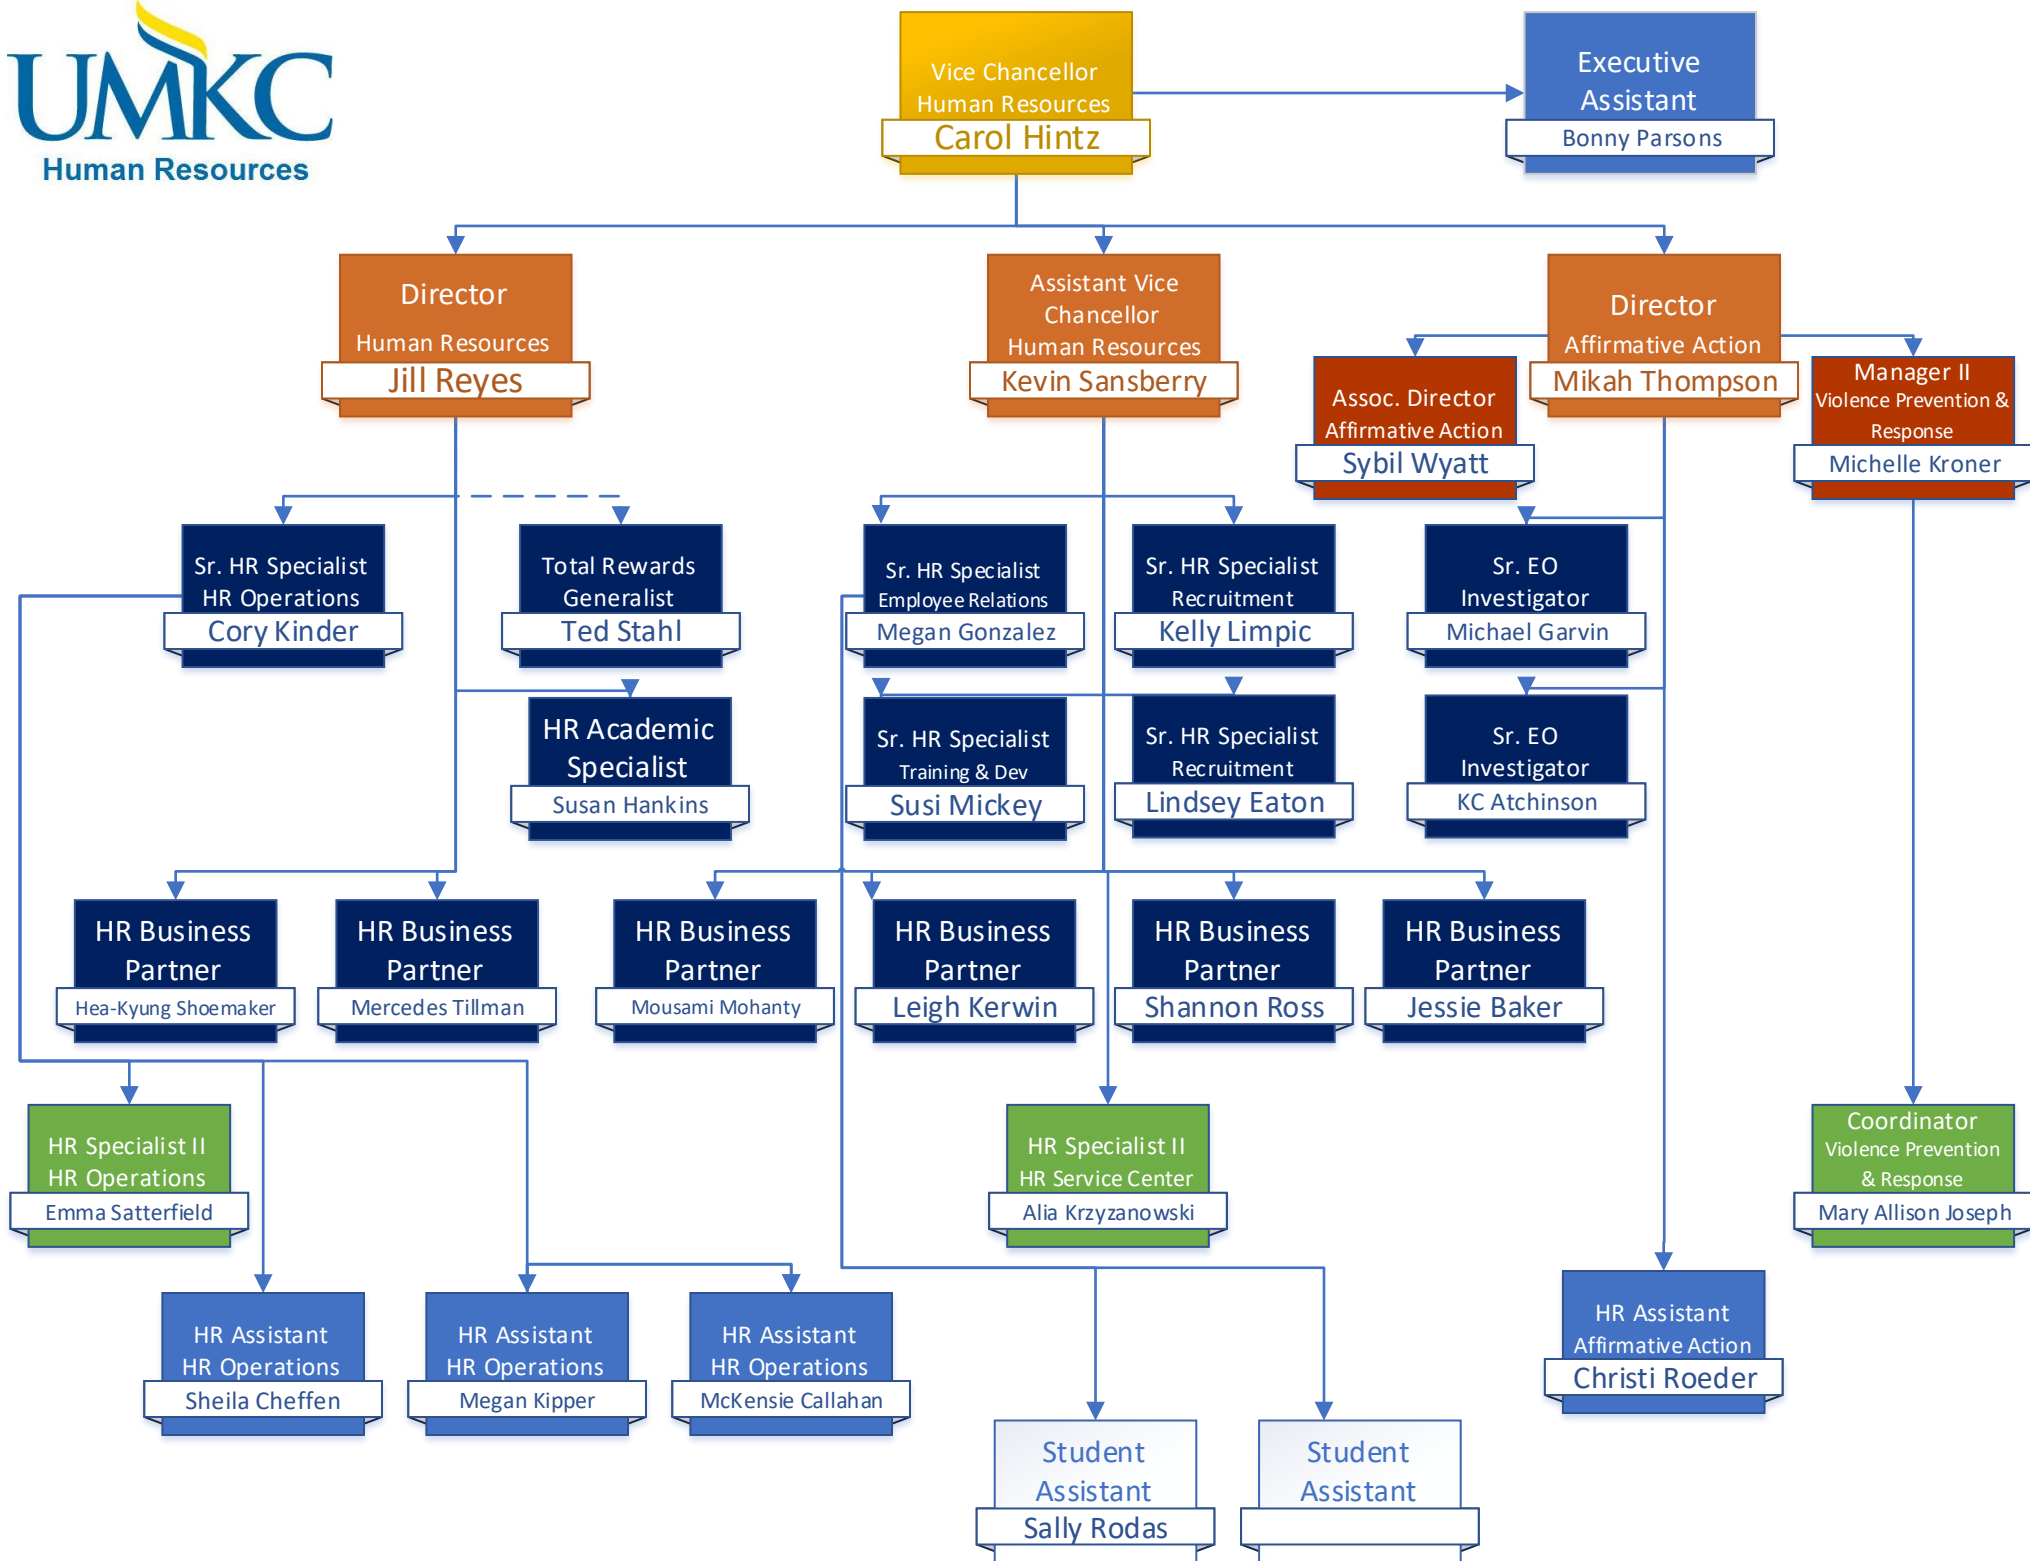 UMKC
Human Resources
Vice Chancellor
Human Resources
Carol Hintz
Executive
Assistant
Bonny Parsons
Director
Human Resources
Jill Reyes
Assistant Vice
Chancellor
Human Resources
Kevin Sansberry
Director
Affirmative Action
Mikah Thompson
Assoc. Director
Affirmative Action
Sybil Wyatt
Manager II
Violence Prevention &
Response
Michelle Kroner
Sr. HR Specialist
HR Operations
Cory Kinder
Total Rewards
Generalist
Ted Stahl
Sr. HR Specialist
Employee Relations
Megan Gonzalez
Sr. HR Specialist
Recruitment
Kelly Limpic
Sr. EO
Investigator
Michael Garvin
HR Academic
Specialist
Susan Hankins
Sr. HR Specialist
Training & Dev
Susi Mickey
Sr. HR Specialist
Recruitment
Lindsey Eaton
Sr. EO
Investigator
KC Atchinson
HR Business
Partner
Hea-Kyung Shoemaker
HR Business
Partner
Mercedes Tillman
HR Business
Partner
Mousami Mohanty
HR Business
Partner
Leigh Kerwin
HR Business
Partner
Shannon Ross
HR Business
Partner
Jessie Baker
HR Specialist II
HR Operations
Emma Satterfield
HR Specialist II
HR Service Center
Alia Krzyzanowski
Coordinator
Violence Prevention
& Response
Mary Allison Joseph
HR Assistant
HR Operations
Sheila Cheffen
HR Assistant
HR Operations
Megan Kipper
HR Assistant
HR Operations
McKensie Callahan
HR Assistant
Affirmative Action
Christi Roeder
Student
Assistant
Sally Rodas
Student
Assistant